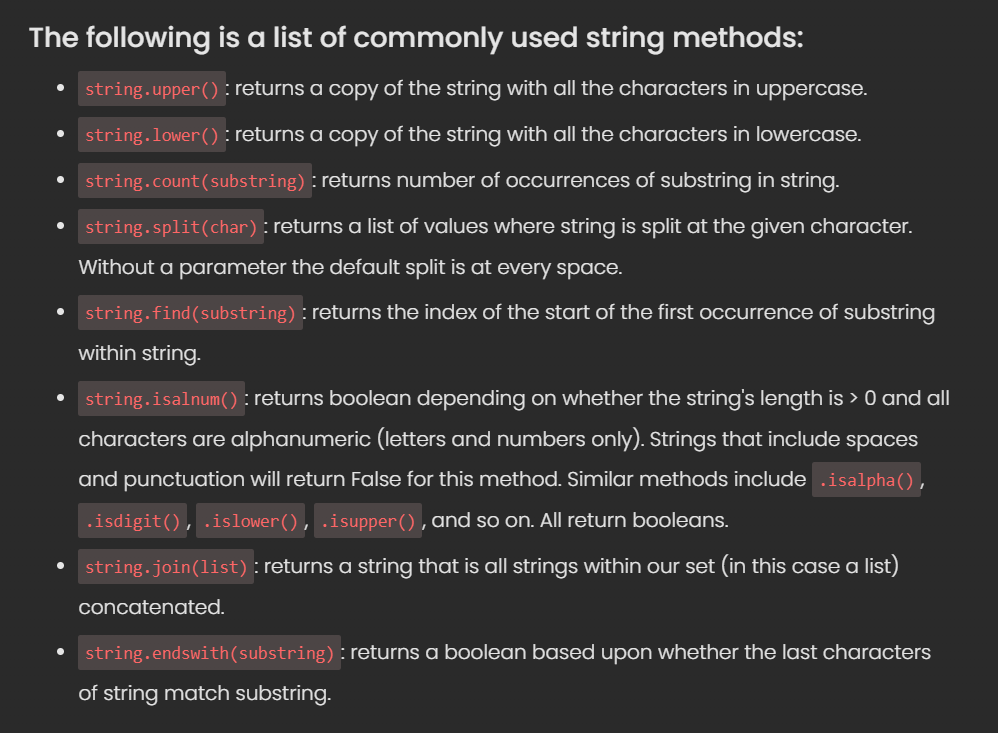 The following is a list of commonly used string methods:
• string.upper(): returns a copy of the string with all the characters in uppercase.
• string.lower(): returns a copy of the string with all the characters in lowercase.
• string.count(substring): returns number of occurrences of substring in string.
• string.split(char): returns a list of values where string is split at the given character.
Without a parameter the default split is at every space.
• string.find(substring): returns the index of the start of the first occurrence of substring
within string.
• string.isalnum(): returns boolean depending on whether the string's length is > 0 and all
characters are alphanumeric (letters and numbers only). Strings that include spaces
and punctuation will return False for this method. Similar methods include .isalpha(),
.isdigit(), .islower(), .isupper(), and so on. All return booleans.
• string.join(list): returns a string that is all strings within our set (in this case a list)
concatenated.
• string.endswith(substring): returns a boolean based upon whether the last characters
of string match substring.